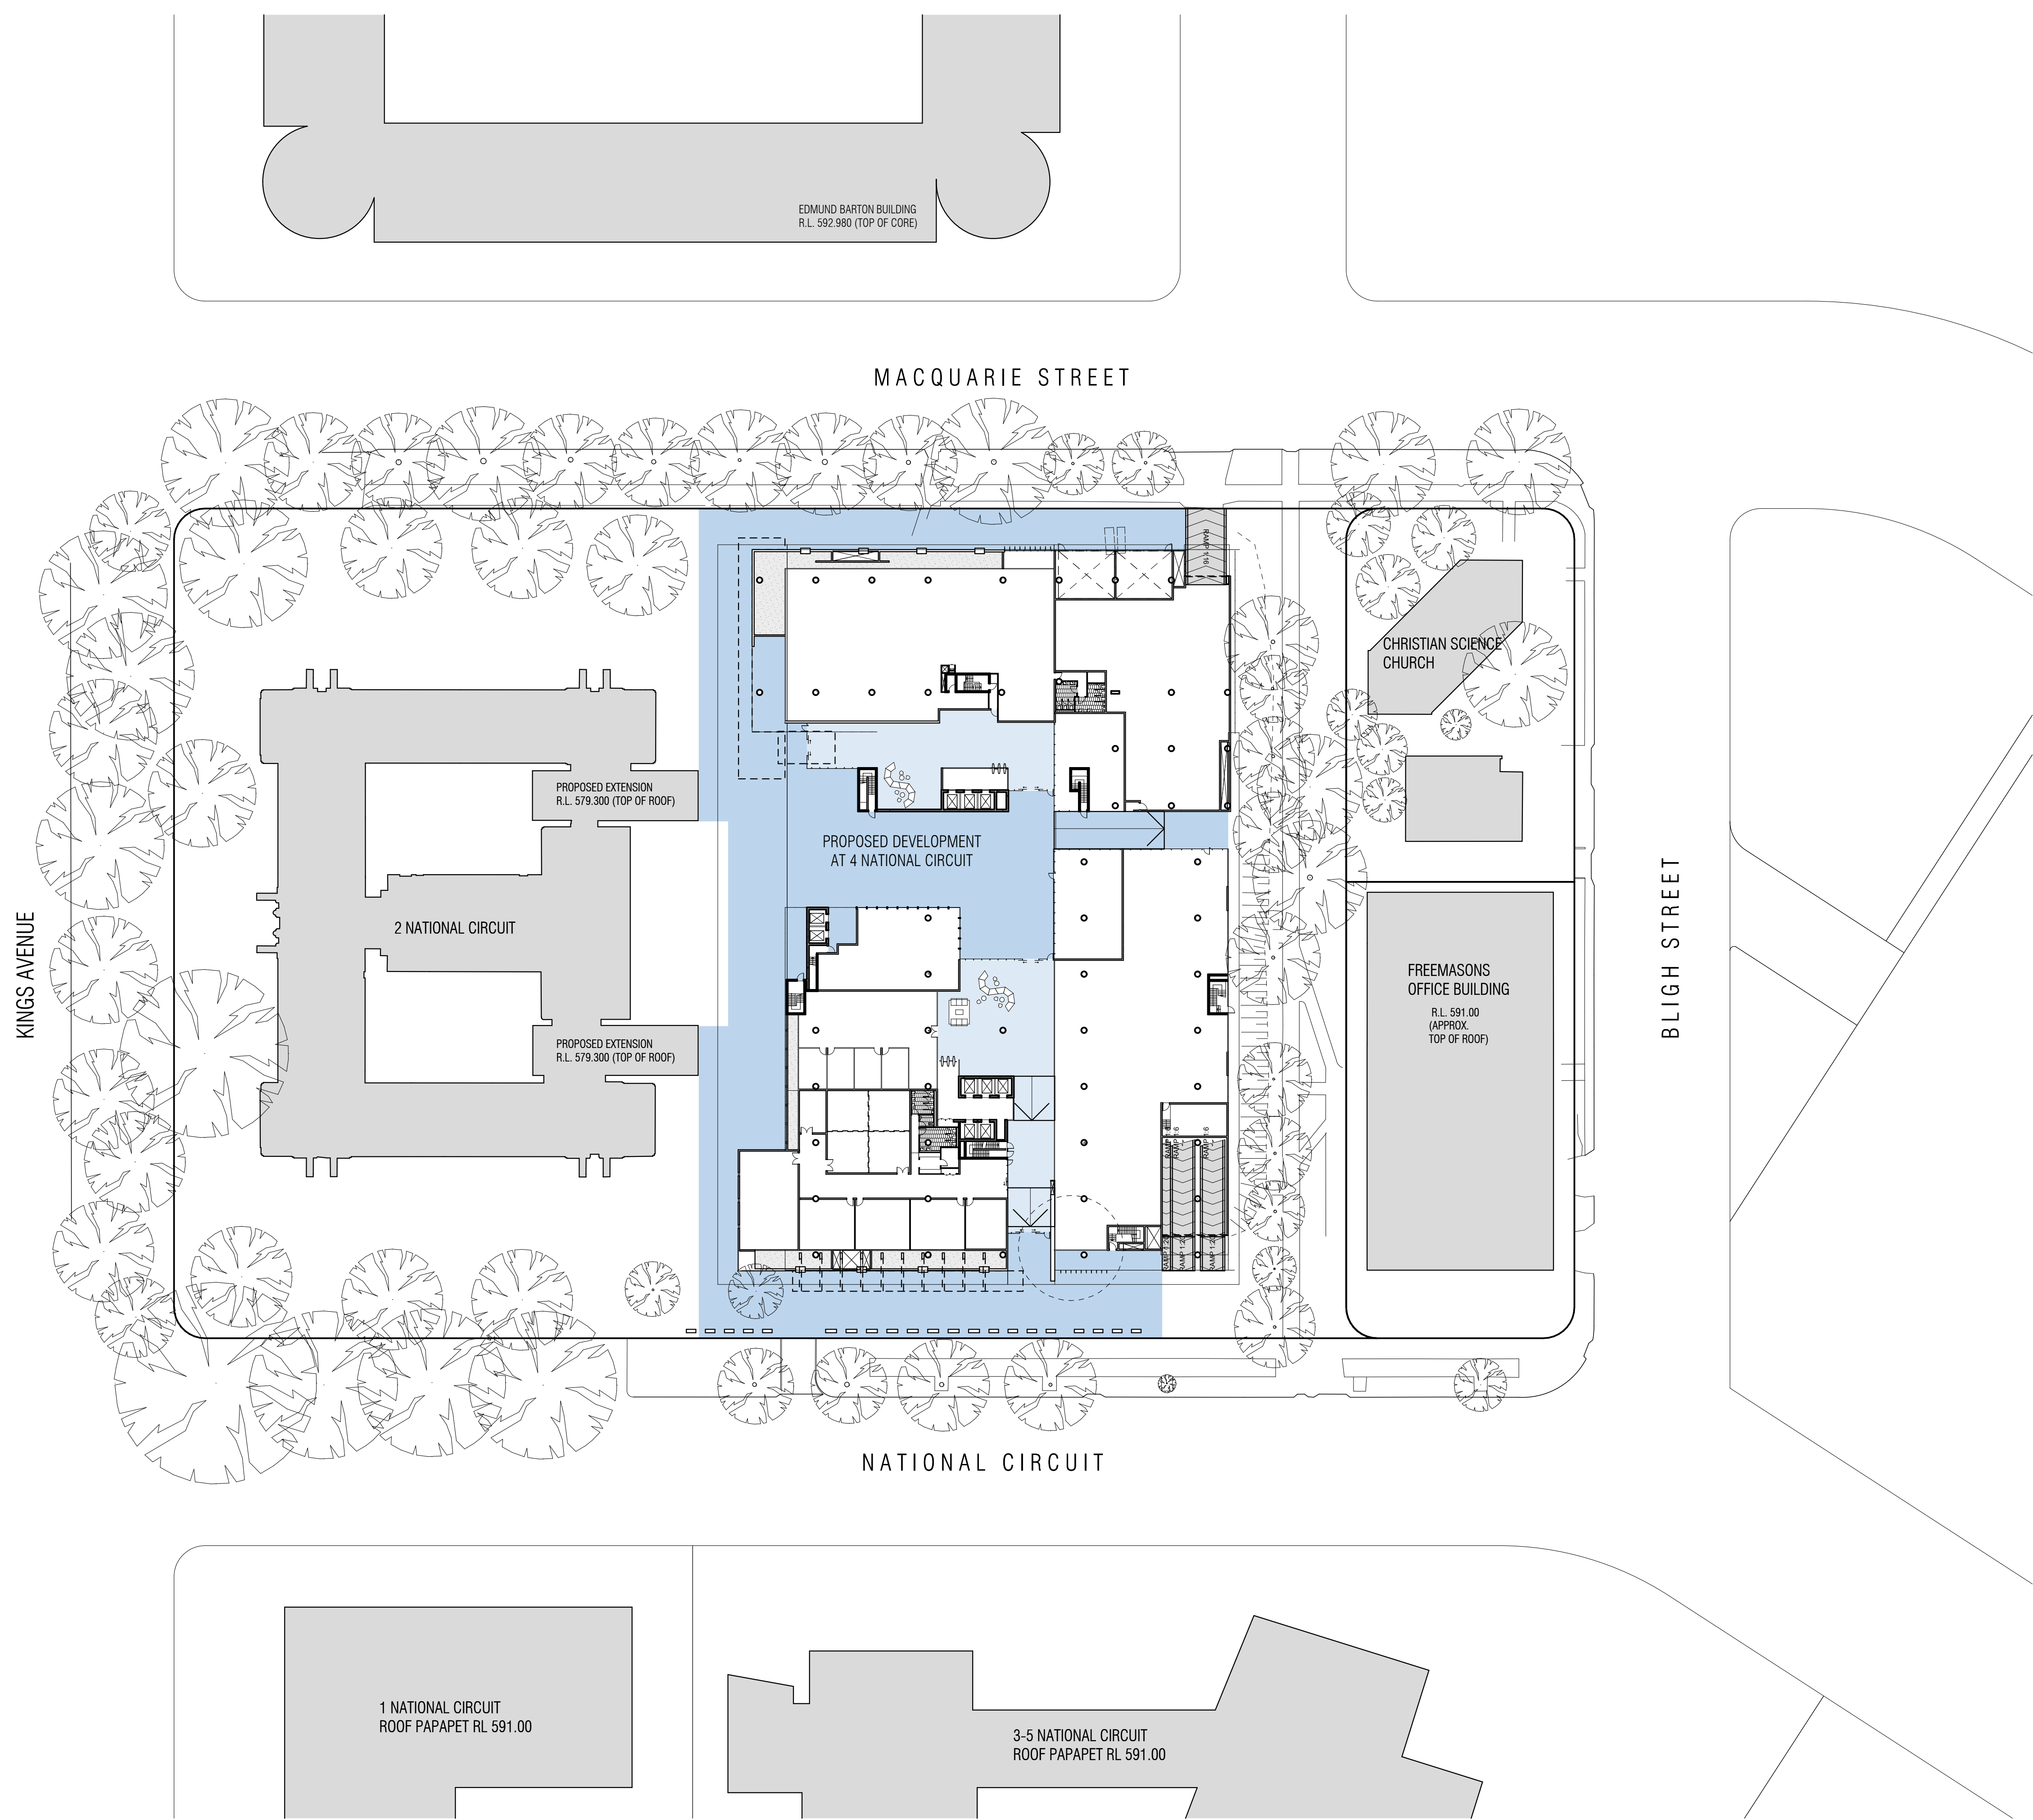 EDMUND BARTON BUILDING
R.L. 592.980 (TOP OF CORE)
MACQUARIE STREET
RAMP 1:16
CHRISTIAN SCIENCE
CHURCH
PROPOSED EXTENSION
R.L. 579.300 (TOP OF ROOF)
PROPOSED DEVELOPMENT
AT 4 NATIONAL CIRCUIT
2 NATIONAL CIRCUIT
KINGS AVENUE
BLIGH STREET
FREEMASONS
OFFICE BUILDING
R.L. 591.00
(APPROX.
TOP OF ROOF)
PROPOSED EXTENSION
R.L. 579.300 (TOP OF ROOF)
NATIONAL CIRCUIT
1 NATIONAL CIRCUIT
ROOF PAPAPET RL 591.00
3-5 NATIONAL CIRCUIT
ROOF PAPAPET RL 591.00